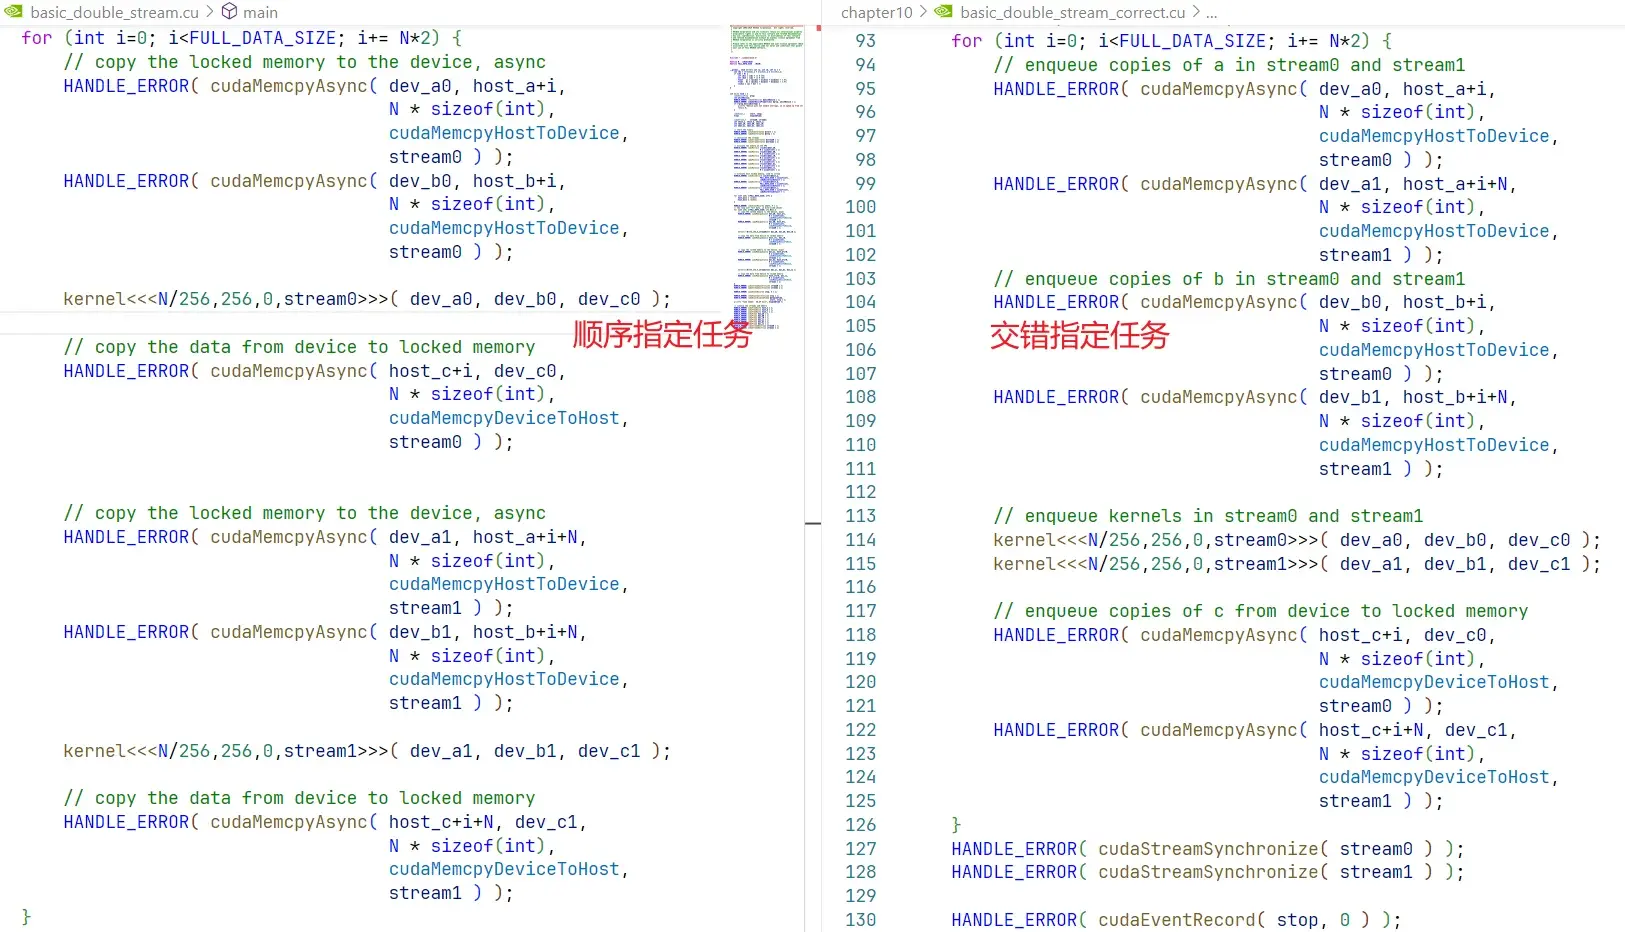 basic_double_stream.cu > main
for (int i=0; i<FULL_DATA_SIZE; i+= N*2) {
// copy the locked memory to the device, async
HANDLE_ERROR( cudaMemcpyAsync( dev_a0, host_a+i,
N * sizeof(int),
cudaMemcpyHostToDevice,
stream0 ) );
HANDLE_ERROR( cudaMemcpyAsync( dev_b0, host_b+i,
N * sizeof(int),
cudaMemcpyHostToDevice,
stream0 ) );
kernel<<<N/256,256,0,stream0>>>( dev_a0, dev_b0, dev_c0 );
顺序指定任务
// copy the data from device to locked memory
HANDLE_ERROR( cudaMemcpyAsync( host_c+i, dev_c0,
N * sizeof(int),
cudaMemcpyDeviceToHost,
stream0 ) );
// copy the locked memory to the device, async
HANDLE_ERROR( cudaMemcpyAsync( dev_a1, host_a+i+N,
N * sizeof(int),
cudaMemcpyHostToDevice,
stream1 ) );
HANDLE_ERROR( cudaMemcpyAsync( dev_b1, host_b+i+N,
N * sizeof(int),
cudaMemcpyHostToDevice,
stream1 ) );
kernel<<<N/256,256,0,stream1>>>( dev_a1, dev_b1, dev_c1 );
// copy the data from device to locked memory
HANDLE_ERROR( cudaMemcpyAsync( host_c+i+N, dev_c1,
N * sizeof(int),
cudaMemcpyDeviceToHost,
stream1 ) );
}
chapter10 > basic_double_stream_correct.cu > ...
93 for (int i=0; i<FULL_DATA_SIZE; i+= N*2) {
94 // enqueue copies of a in stream0 and stream1
95 HANDLE_ERROR( cudaMemcpyAsync( dev_a0, host_a+i,
96 N * sizeof(int),
97 cudaMemcpyHostToDevice,
98 stream0 ) );
99 HANDLE_ERROR( cudaMemcpyAsync( dev_a1, host_a+i+N,
100 N * sizeof(int),
101 cudaMemcpyHostToDevice,
102 stream1 ) );
103 // enqueue copies of b in stream0 and stream1
104 HANDLE_ERROR( cudaMemcpyAsync( dev_b0, host_b+i,
105 N * sizeof(int),
交错指定任务
106 cudaMemcpyHostToDevice,
107 stream0 ) );
108 HANDLE_ERROR( cudaMemcpyAsync( dev_b1, host_b+i+N,
109 N * sizeof(int),
110 cudaMemcpyHostToDevice,
111 stream1 ) );
112
113 // enqueue kernels in stream0 and stream1
114 kernel<<<N/256,256,0,stream0>>>( dev_a0, dev_b0, dev_c0 );
115 kernel<<<N/256,256,0,stream1>>>( dev_a1, dev_b1, dev_c1 );
116
117 // enqueue copies of c from device to locked memory
118 HANDLE_ERROR( cudaMemcpyAsync( host_c+i, dev_c0,
119 N * sizeof(int),
120 cudaMemcpyDeviceToHost,
121 stream0 ) );
122 HANDLE_ERROR( cudaMemcpyAsync( host_c+i+N, dev_c1,
123 N * sizeof(int),
124 cudaMemcpyDeviceToHost,
125 stream1 ) );
126 }
127 HANDLE_ERROR( cudaStreamSynchronize( stream0 ) );
128 HANDLE_ERROR( cudaStreamSynchronize( stream1 ) );
129
130 HANDLE_ERROR( cudaEventRecord( stop, 0 ) );